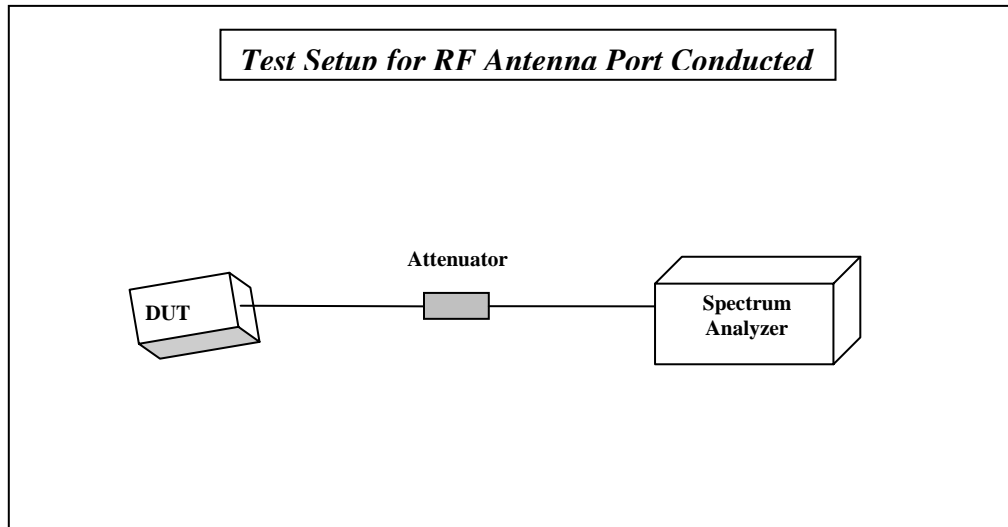 Test Setup for RF Antenna Port Conducted
Attenuator
DUT
Spectrum
Analyzer